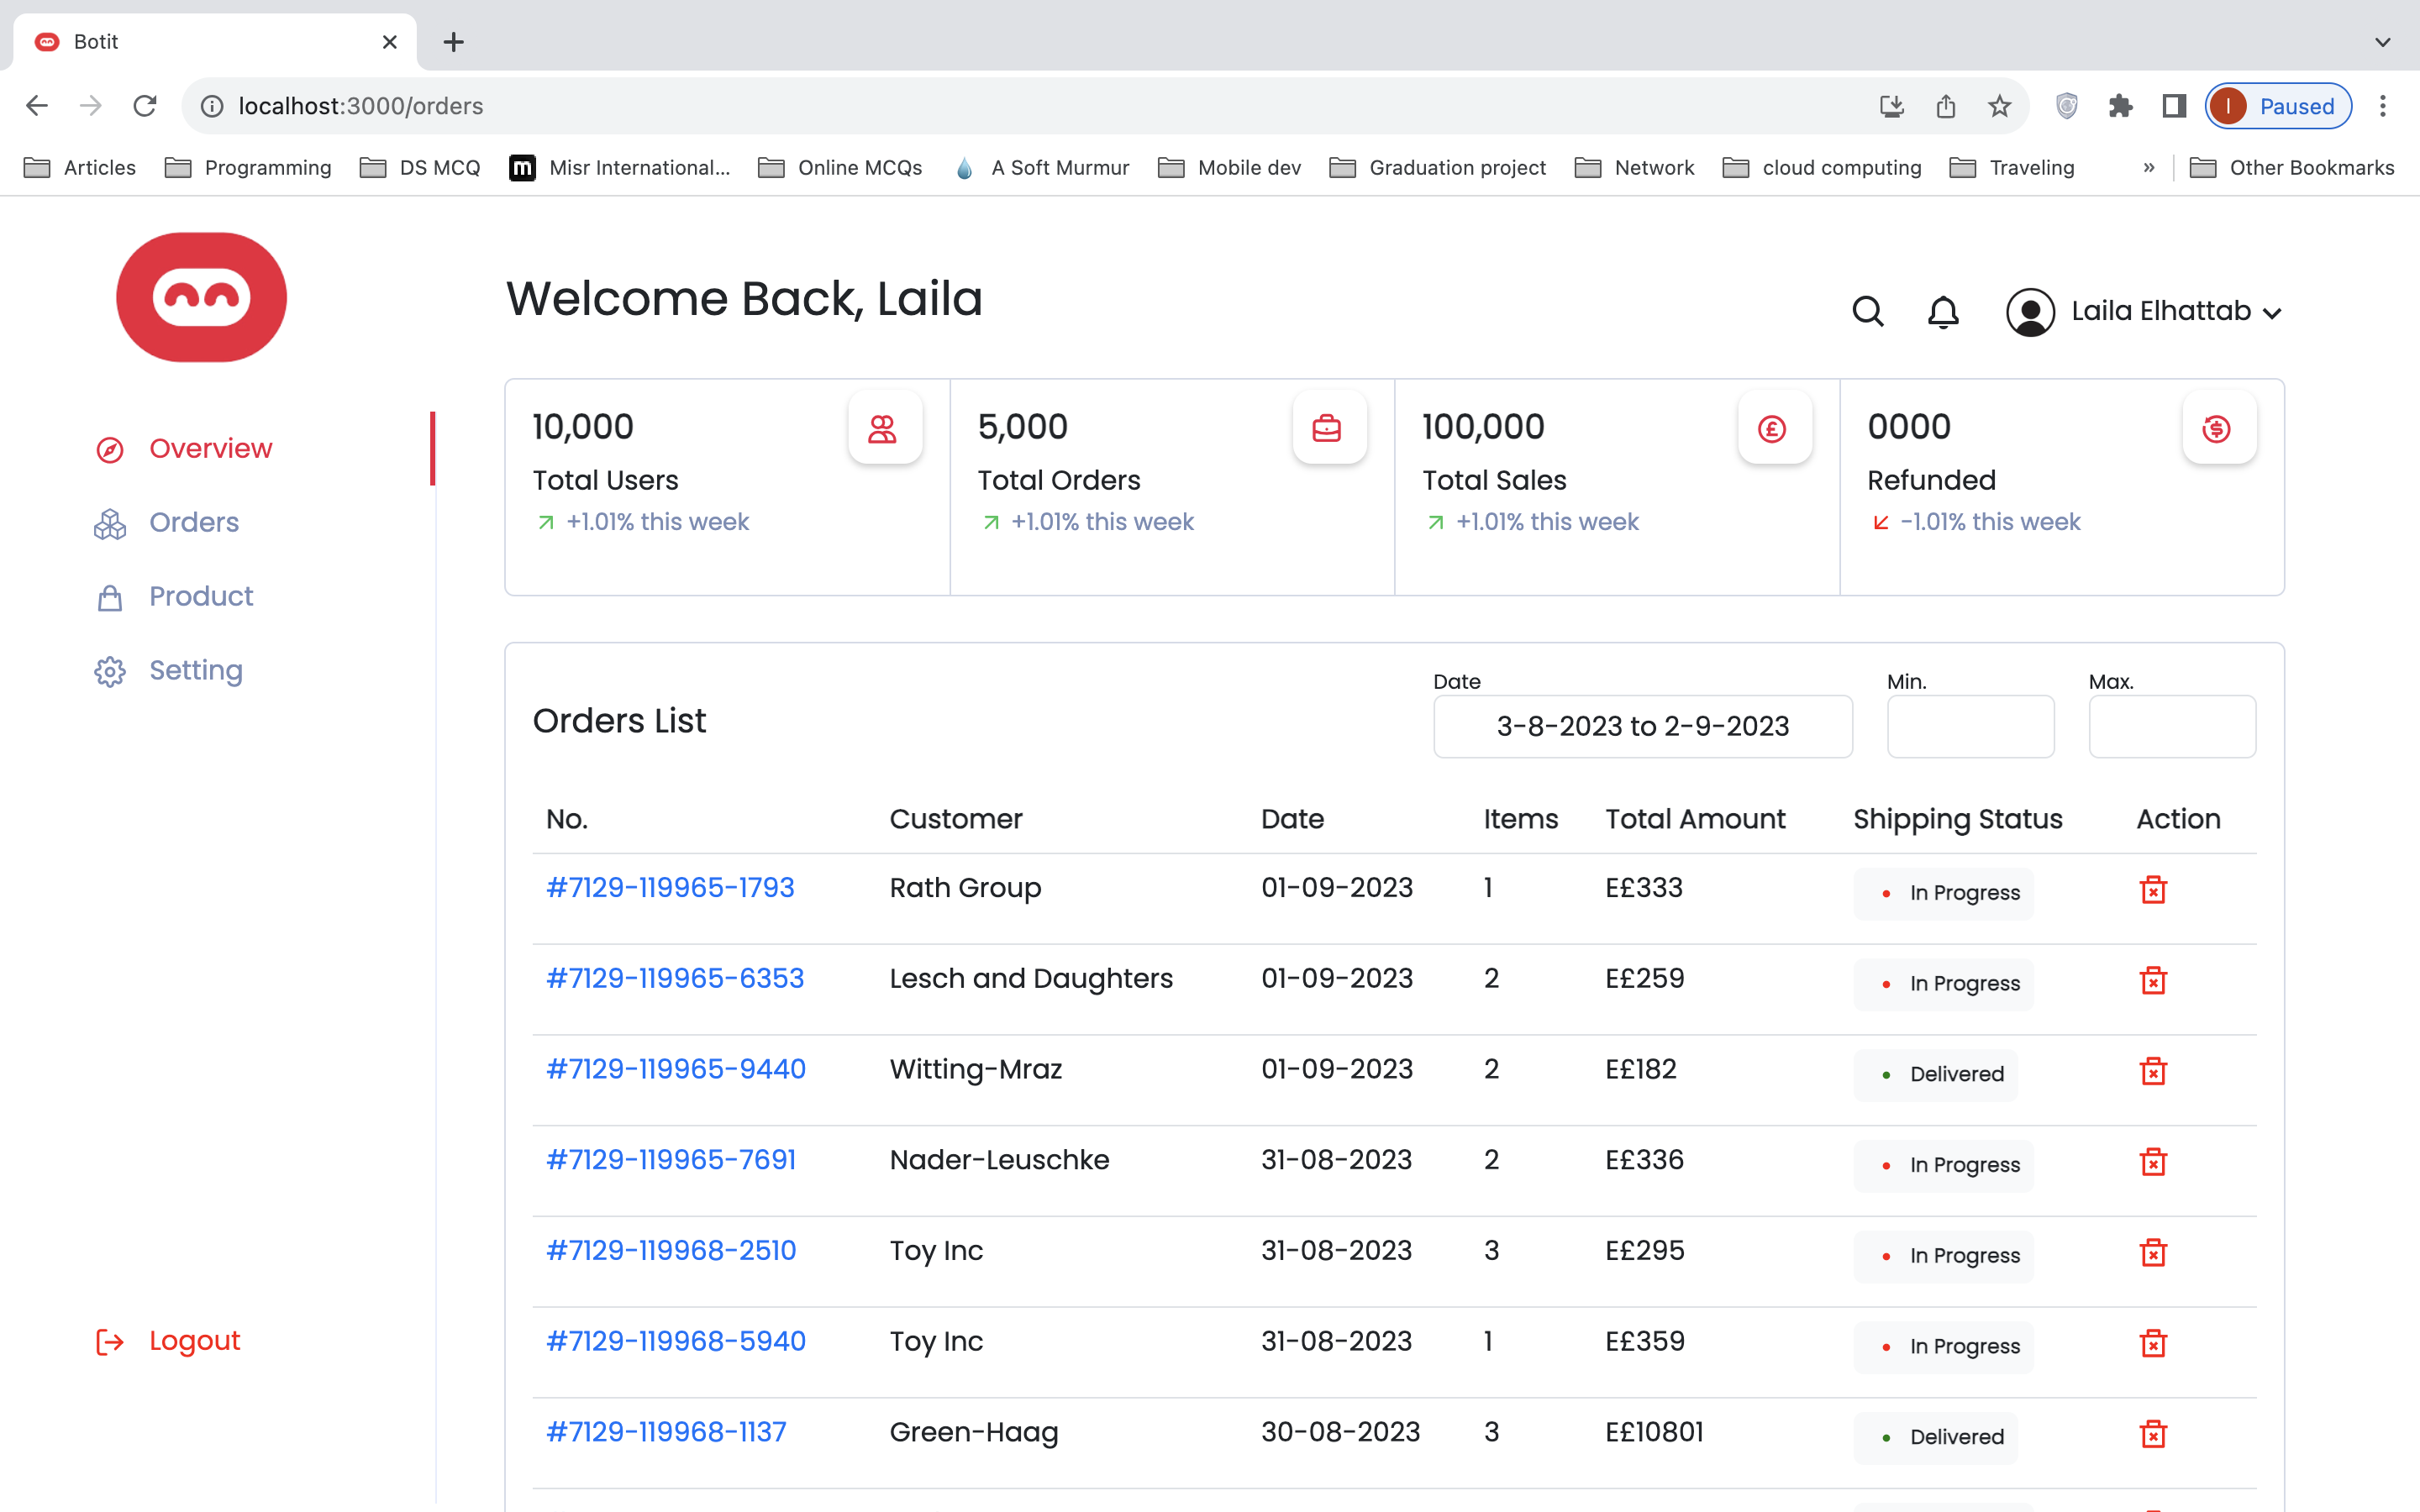 Botit
localhost:3000/orders
Paused
Articles Programming DS MCQ Misr International... Online MCQs A Soft Murmur Mobile dev Graduation project Network cloud computing Traveling » Other Bookmarks
Welcome Back, Laila
Laila Elhattab
Overview
Orders
Product
Setting
Logout
10,000
Total Users
+1.01% this week
5,000
Total Orders
+1.01% this week
100,000
Total Sales
+1.01% this week
0000
Refunded
-1.01% this week
Orders List
Date
3-8-2023 to 2-9-2023
Min.
Max.
No. Customer Date Items Total Amount Shipping Status Action
#7129-119965-1793 Rath Group 01-09-2023 1 E£333 In Progress
#7129-119965-6353 Lesch and Daughters 01-09-2023 2 E£259 In Progress
#7129-119965-9440 Witting-Mraz 01-09-2023 2 E£182 Delivered
#7129-119965-7691 Nader-Leuschke 31-08-2023 2 E£336 In Progress
#7129-119968-2510 Toy Inc 31-08-2023 3 E£295 In Progress
#7129-119968-5940 Toy Inc 31-08-2023 1 E£359 In Progress
#7129-119968-1137 Green-Haag 30-08-2023 3 E£10801 Delivered